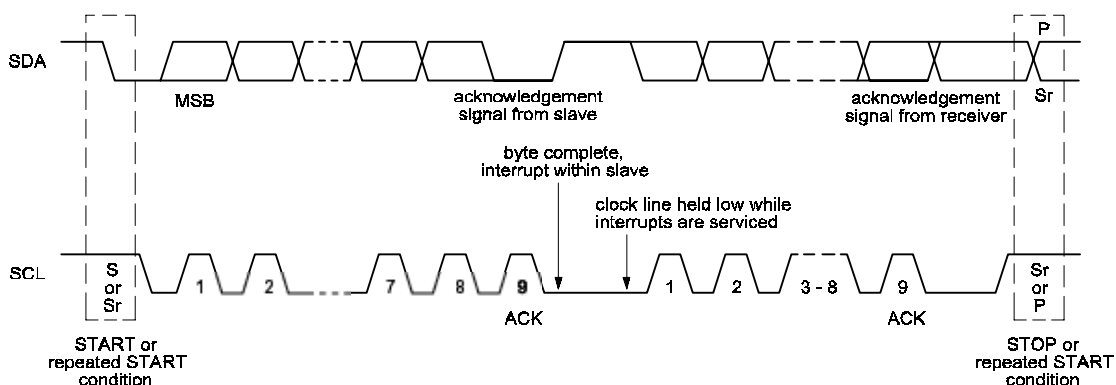 P
SDA
MSB
acknowledgement
signal from slave
acknowledgement
signal from receiver
Sr
byte complete,
interrupt within slave
clock line held low while
interrupts are serviced
SCL
S
or
Sr
1
2
7
8
9
1
2
3 - 8
9
Sr
or
P
ACK
ACK
START or
repeated START
condition
STOP or
repeated START
condition